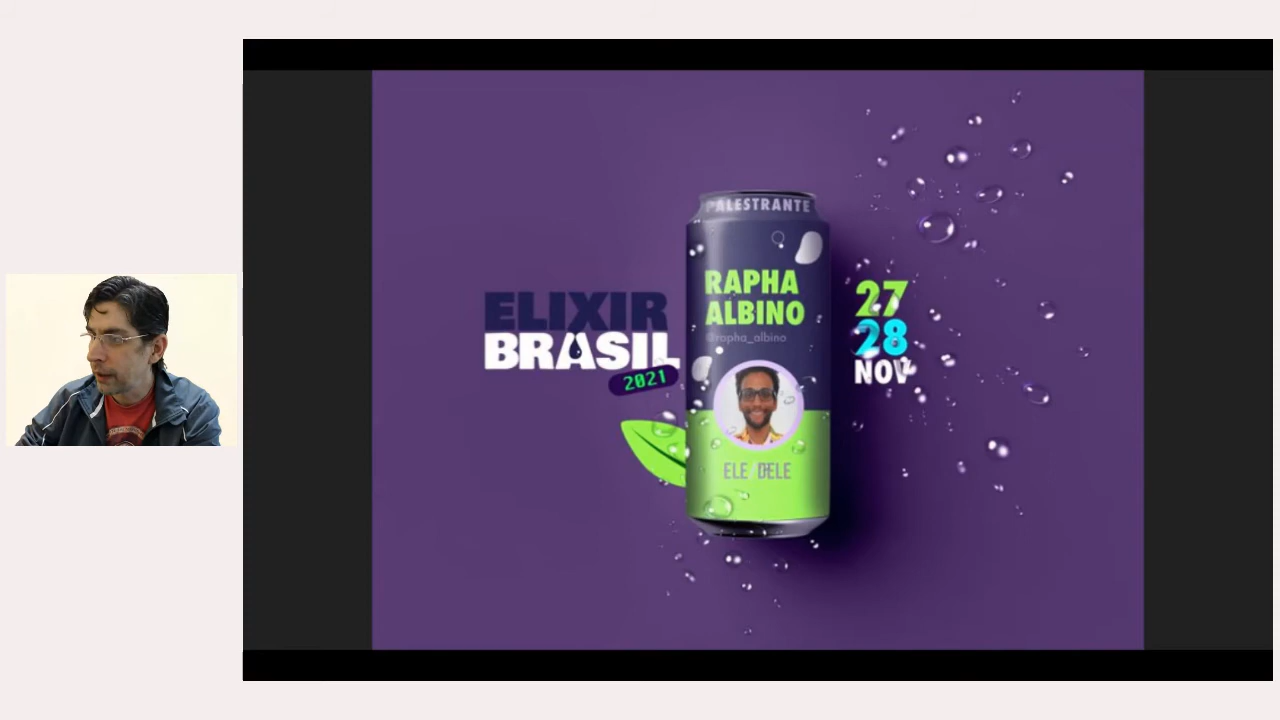 PALESTRANTE
RAPHA
ALBINO
@rapha_albino
ELIXIR
BRASIL
2021
27
28
NOV
ELE/DELE